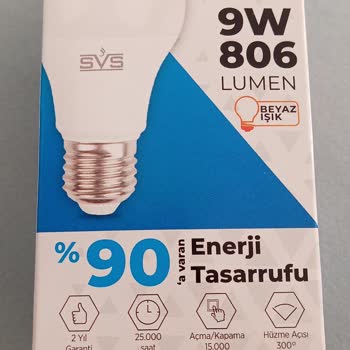 SVS
9W
806
LUMEN
BEYAZ
IŞIK
%90 'a varan Enerji
Tasarrufu
2 Yıl
Garanti
25.000
saat
Açma/Kapama
15.000
Hüzme Açısı
300°